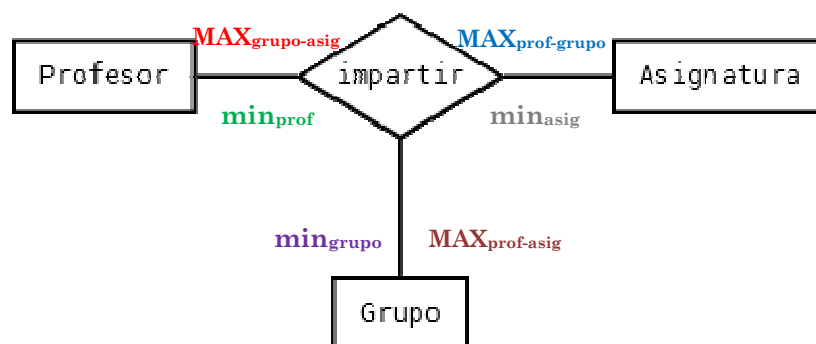 MAXgrupo-asig
MAXprof-grupo
Profesor
impartir
Asignatura
minprof
minasig
mingrupo
MAXprof-asig
Grupo